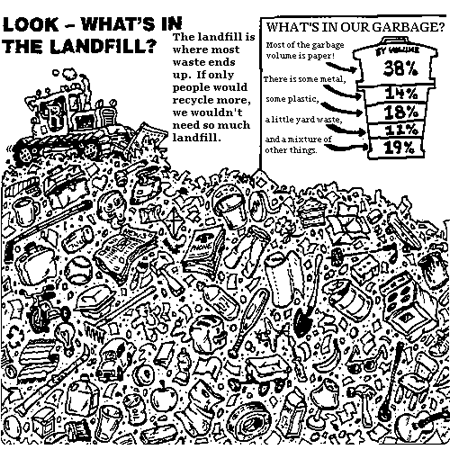 LOOK – WHAT'S IN
THE LANDFILL?
The landfill is
where most
waste ends
up. If only
people would
recycle more,
we wouldn't
need so much
landfill.
WHAT'S IN OUR GARBAGE?
Most of the garbage
volume is paper!
There is some metal,
some plastic,
a little yard waste,
and a mixture of
other things.
BY VOLUME
38%
14%
18%
11%
19%